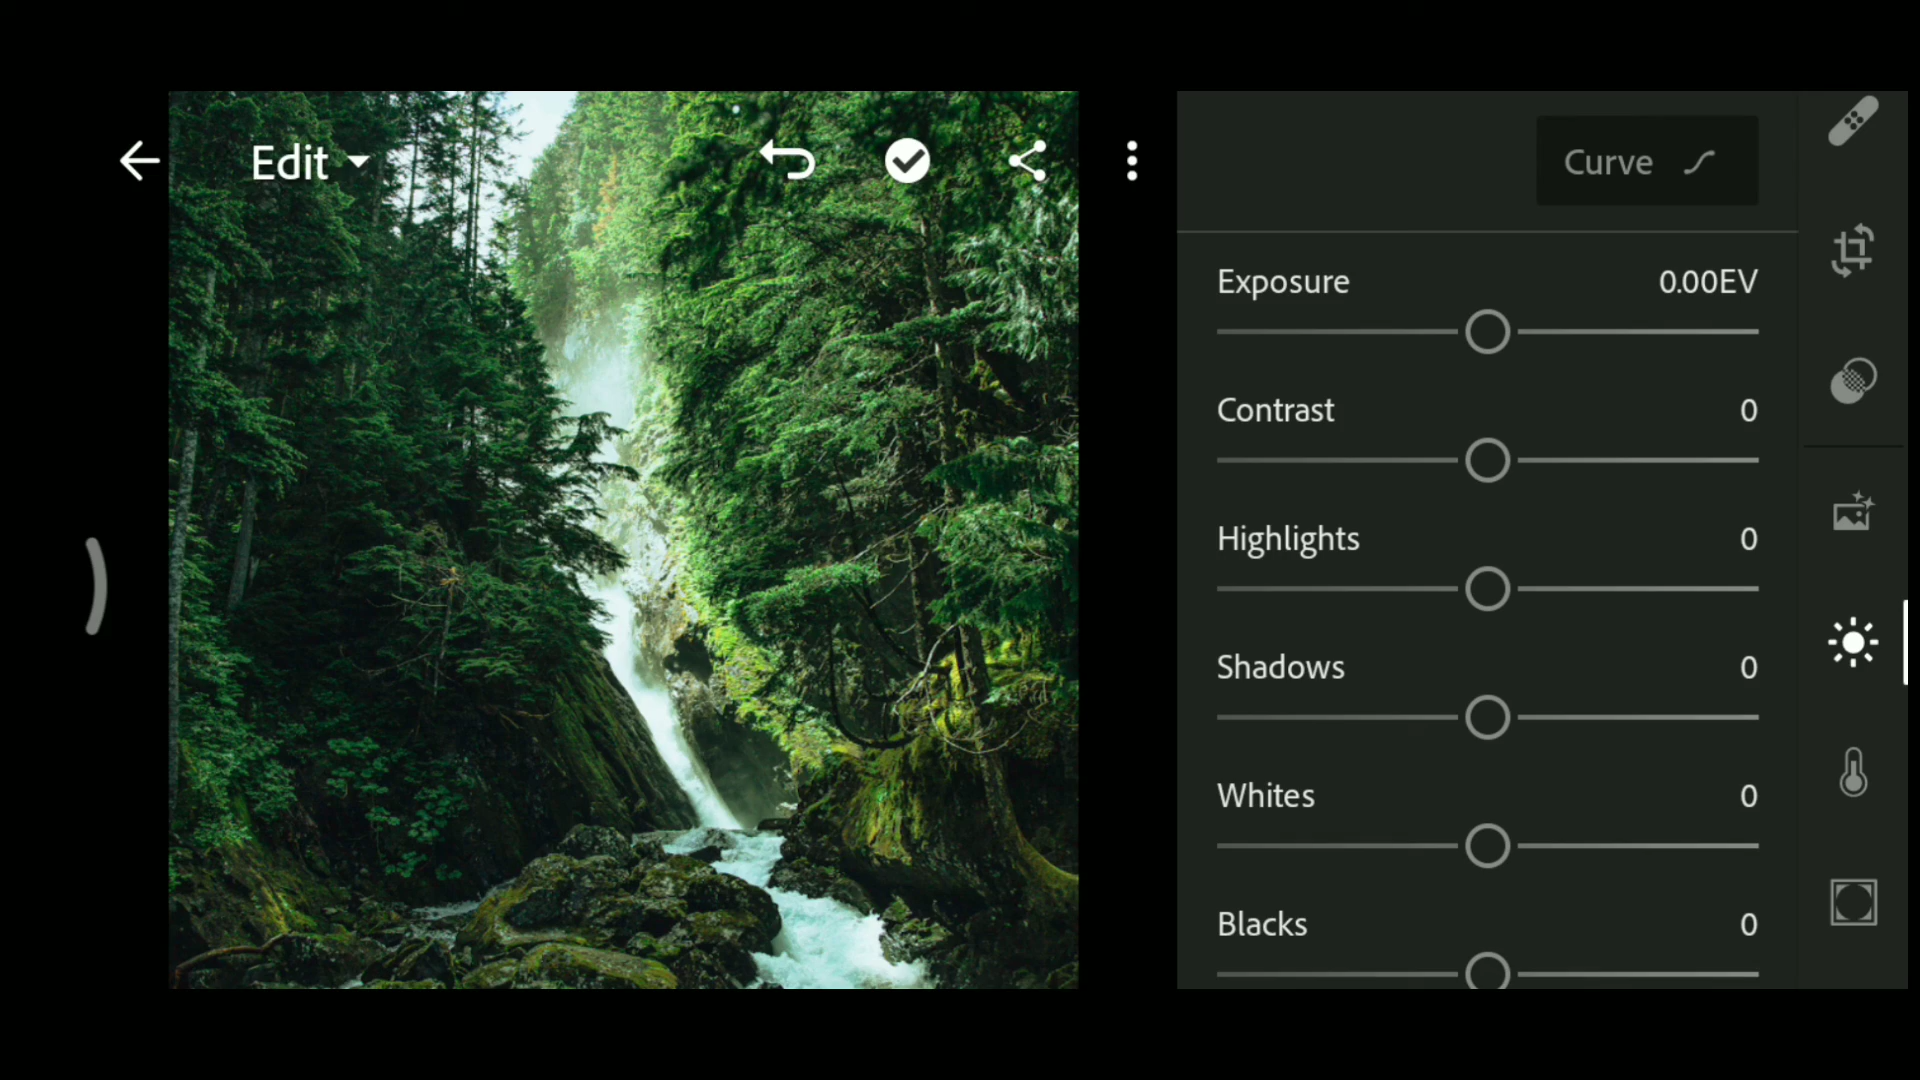 Edit
Curve
Exposure 0.00EV
Contrast 0
Highlights 0
Shadows 0
Whites 0
Blacks 0